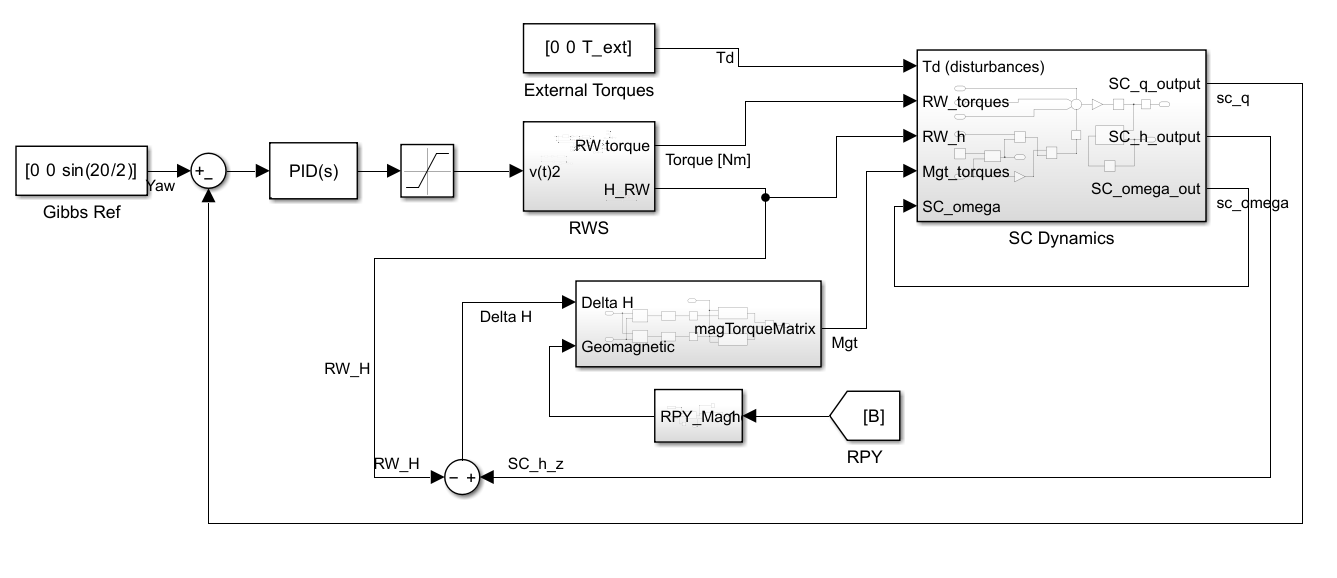 [0 0 T_ext]
External Torques
Td
Td (disturbances)
RW_torques
RW_h
Mgt_torques
SC_omega
SC_q_output
SC_h_output
SC_omega_out
SC Dynamics
sc_q
sc_omega
[0 0 sin(20/2)]
Yaw
Gibbs Ref
+
−
PID(s)
v(t)2
RW torque
H_RW
RWS
Torque [Nm]
Delta H
Delta H
Geomagnetic
magTorqueMatrix
Mgt
RW_H
RPY_Magn
[B]
RPY
RW_H
− +
SC_h_z